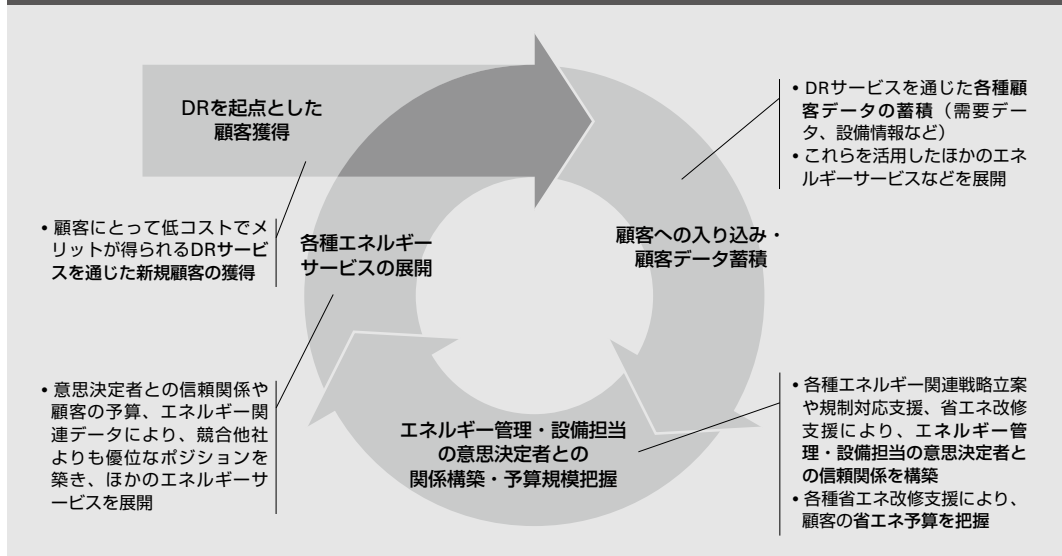 DRを起点とした
顧客獲得
• 顧客にとって低コストでメ
リットが得られるDRサービ
スを通じた新規顧客の獲得
• DRサービスを通じた各種顧
客データの蓄積（需要デー
タ、設備情報など）
• これらを活用したほかのエネ
ルギーサービスなどを展開
顧客への入り込み・
顧客データ蓄積
• 各種エネルギー関連戦略立案
や規制対応支援、省エネ改修
支援により、エネルギー管
理・設備担当の意思決定者と
の信頼関係を構築
• 各種省エネ改修支援により、
顧客の省エネ予算を把握
エネルギー管理・設備担当
の意思決定者との
関係構築・予算規模把握
各種エネルギー
サービスの展開
• 意思決定者との信頼関係や
顧客の予算、エネルギー関
連データにより、競合他社
よりも優位なポジションを
築き、ほかのエネルギーサ
ービスを展開